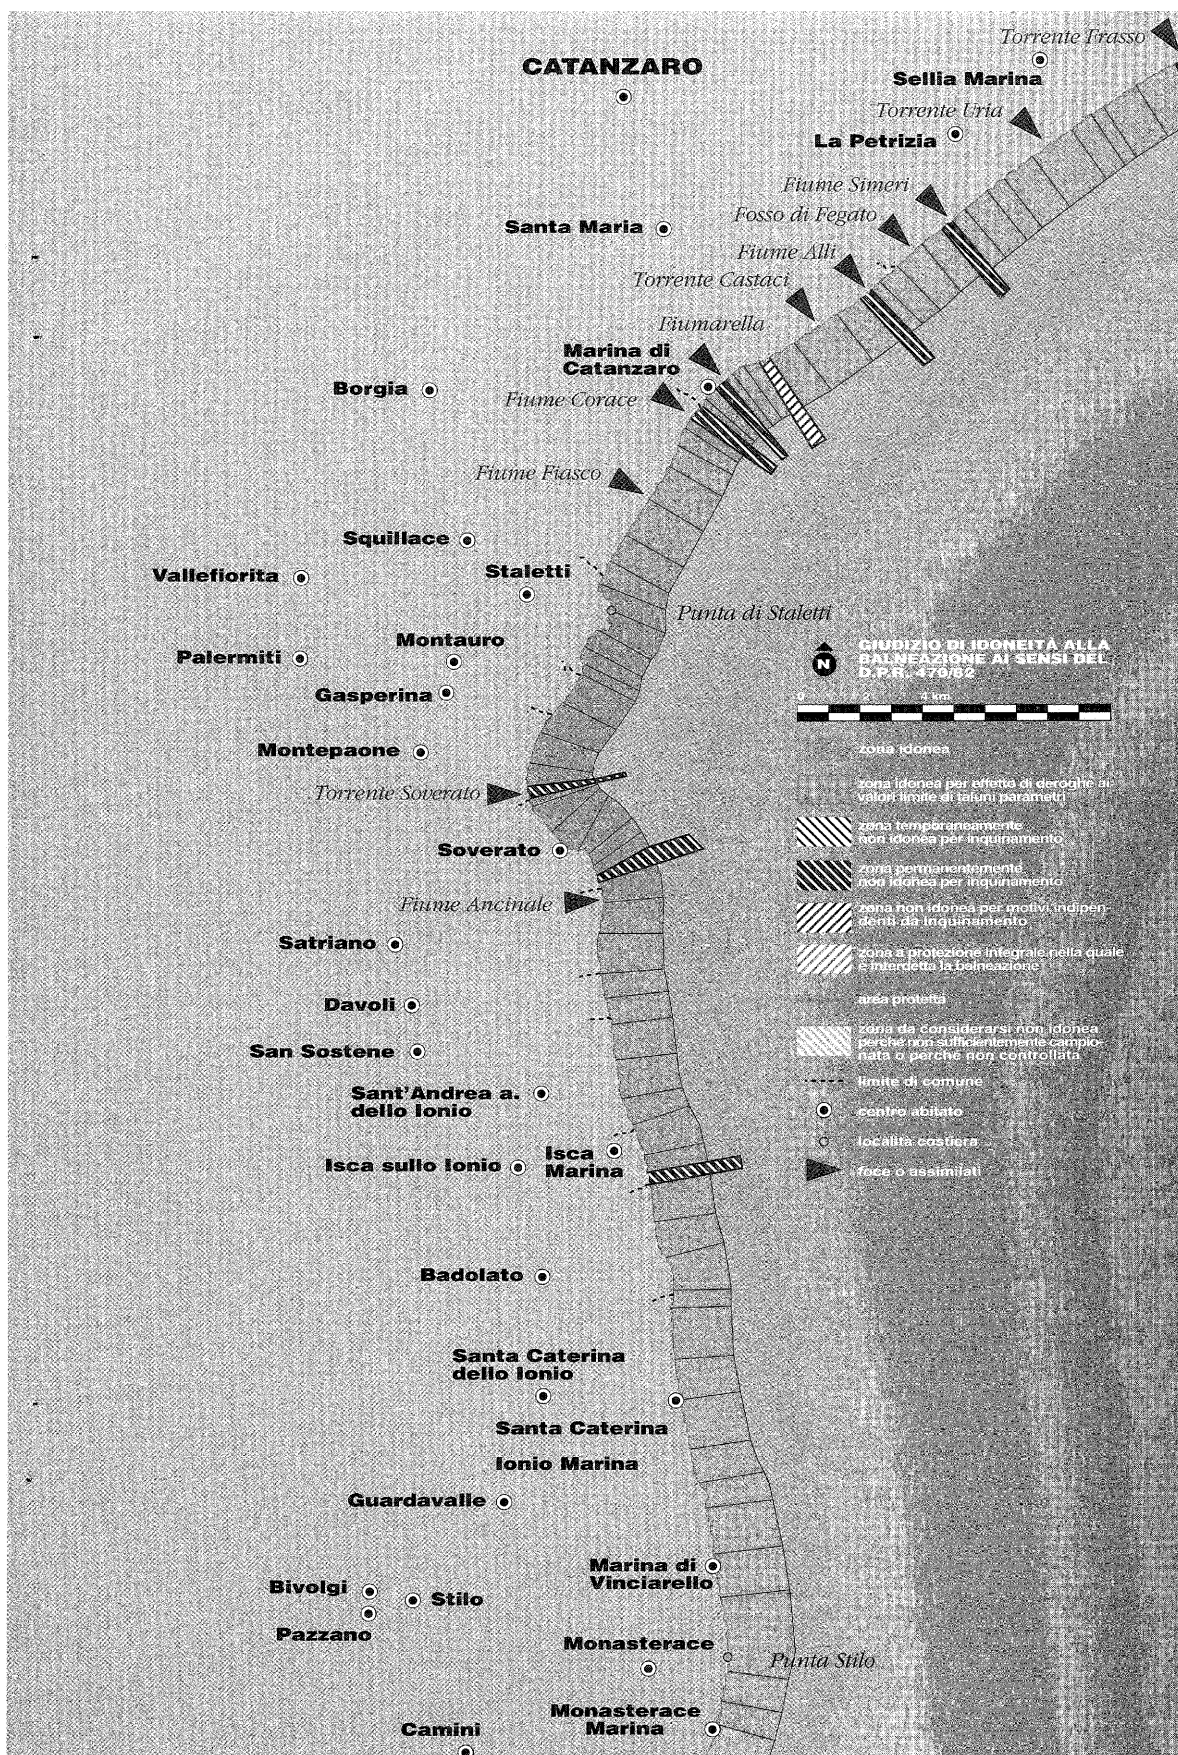 Torrente Frasso
CATANZARO
Sellia Marina
Torrente Uria
La Petrizia
Fiume Simeri
Fosso di Fegato
Santa Maria
Fiume Alli
Torrente Castaci
Fiumarella
Marina di
Catanzaro
Borgia
Fiume Corace
Fiume Fiasco
Squillace
Vallefiorita
Staletti
Punta di Staletti
Montauro
Palermiti
Gasperina
Montepaone
Torrente Soverato
Soverato
Fiume Ancinale
Satriano
Davoli
San Sostene
Sant'Andrea a.
dello Ionio
Isca
Marina
Isca sullo Ionio
Badolato
Santa Caterina
dello Ionio
Santa Caterina
Ionio Marina
Guardavalle
Marina di
Vinciarello
Bivolgi
Stilo
Pazzano
Monasterace
Punta Stilo
Monasterace
Marina
Camini
N
GIUDIZIO DI IDONEITÀ ALLA
BALNEAZIONE AI SENSI DEL
D.P.R. 470/82
0 2 4 km
zona idonea
zona idonea per effetto di deroghe ai
valori limite di taluni parametri
zona temporaneamente
non idonea per inquinamento
zona permanentemente
non idonea per inquinamento
zona non idonea per motivi indipen-
denti da inquinamento
zona a protezione integrale nella quale
è interdetta la balneazione
area protetta
zona da considerarsi non idonea
perché non sufficientemente campio-
nata o perché non controllata
limite di comune
centro abitato
località costiera
foce o assimilati